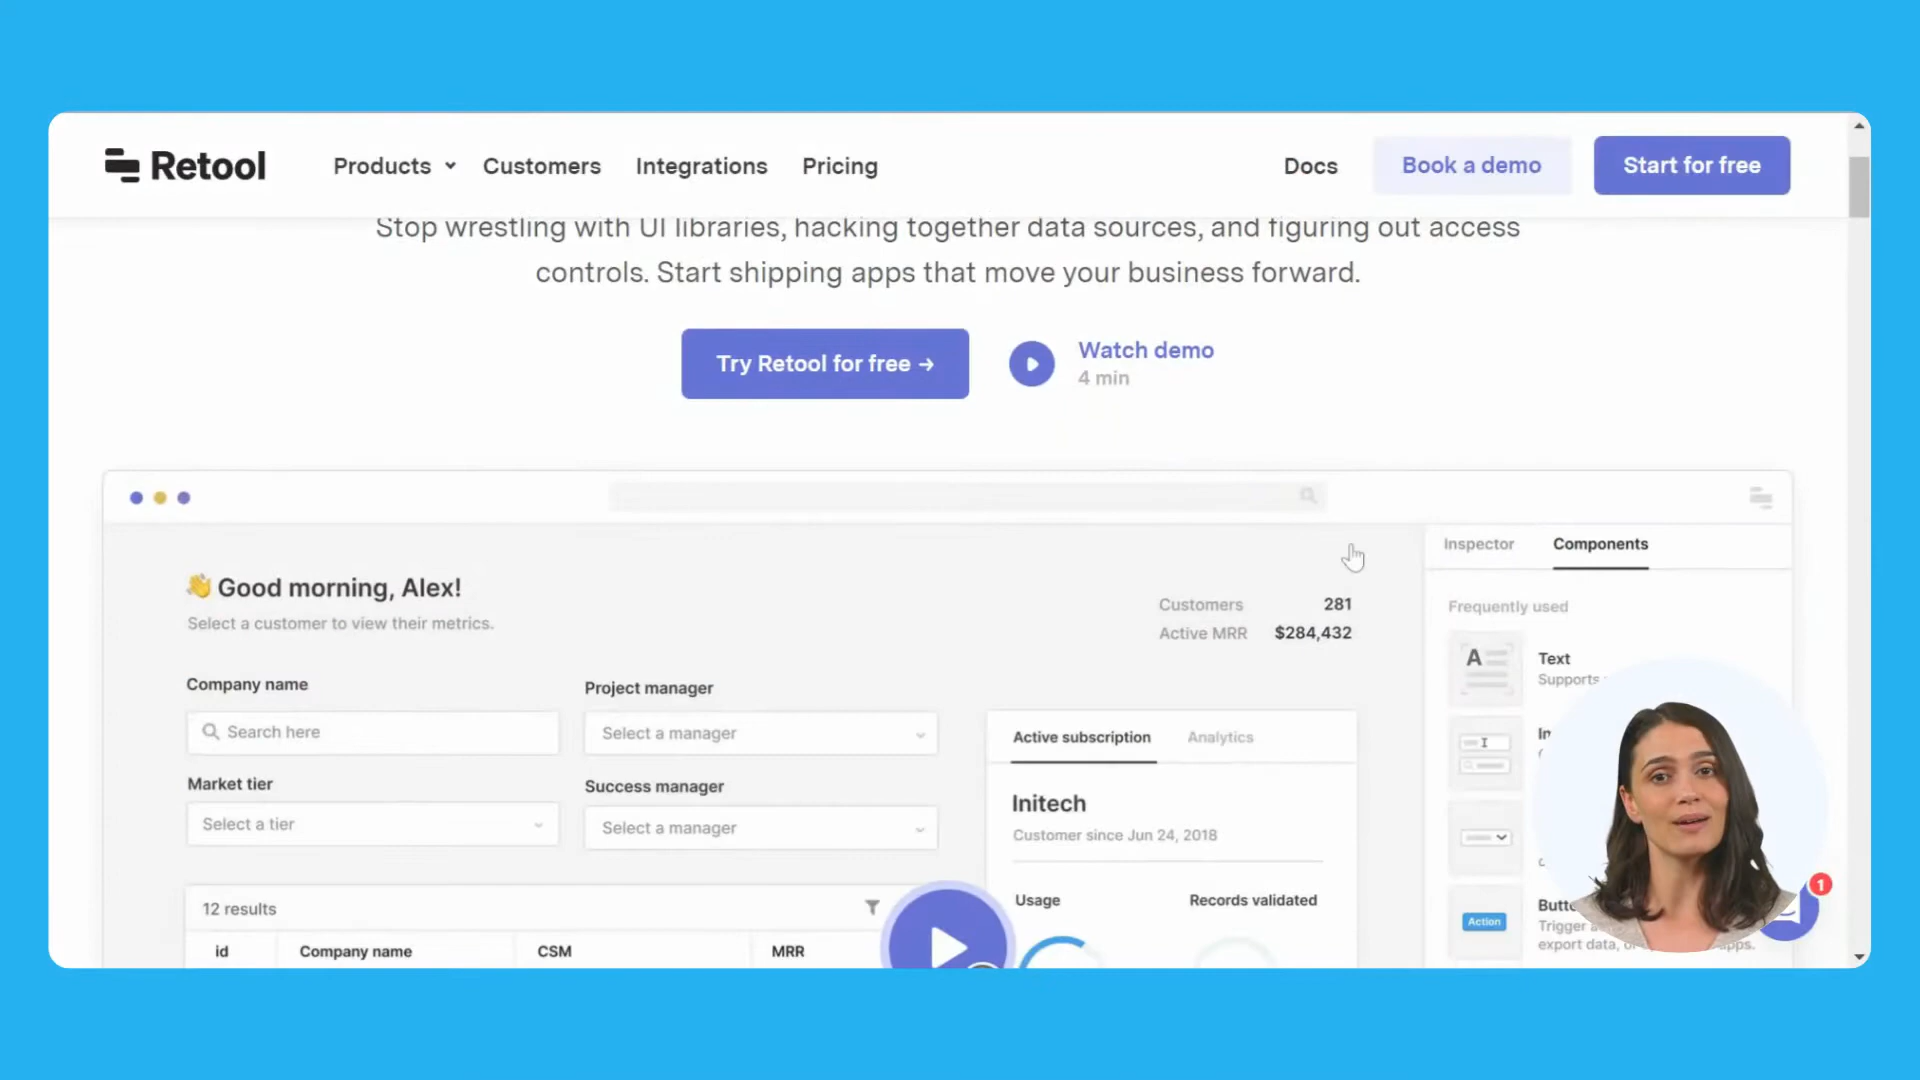 Retool
Products
Customers
Integrations
Pricing
Docs
Book a demo
Start for free
Stop wrestling with UI libraries, hacking together data sources, and figuring out access
controls. Start shipping apps that move your business forward.
Try Retool for free →
Watch demo
4 min
Inspector
Components
👋 Good morning, Alex!
Select a customer to view their metrics.
Customers 281
Active MRR $284,432
Frequently used
A
Text
Supports
Company name
Search here
Project manager
Select a manager
Market tier
Select a tier
Success manager
Select a manager
Active subscription
Analytics
Initech
Customer since Jun 24, 2018
Usage
Records validated
12 results
id
Company name
CSM
MRR
Action
Trigger
export data,
apps.
1